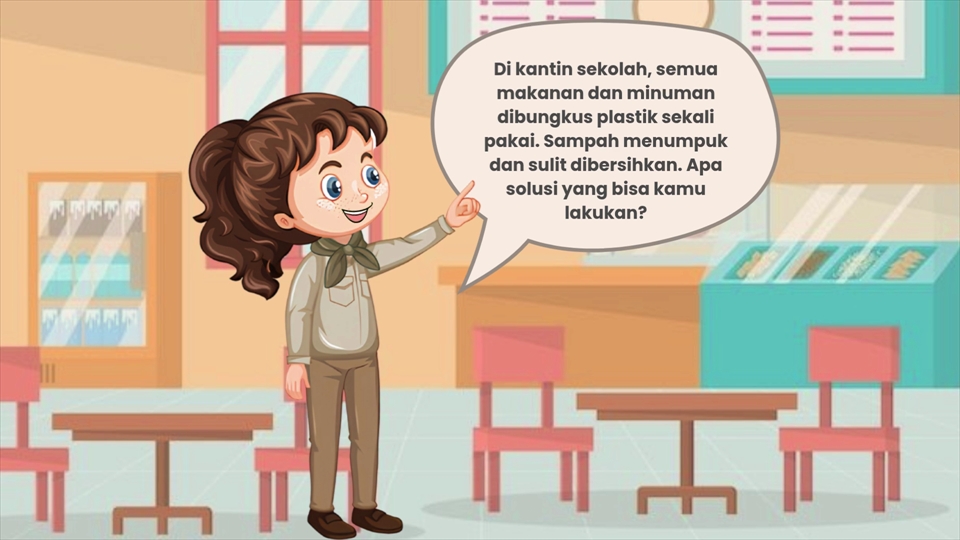 Di kantin sekolah, semua
makanan dan minuman
dibungkus plastik sekali
pakai. Sampah menumpuk
dan sulit dibersihkan. Apa
solusi yang bisa kamu
lakukan?